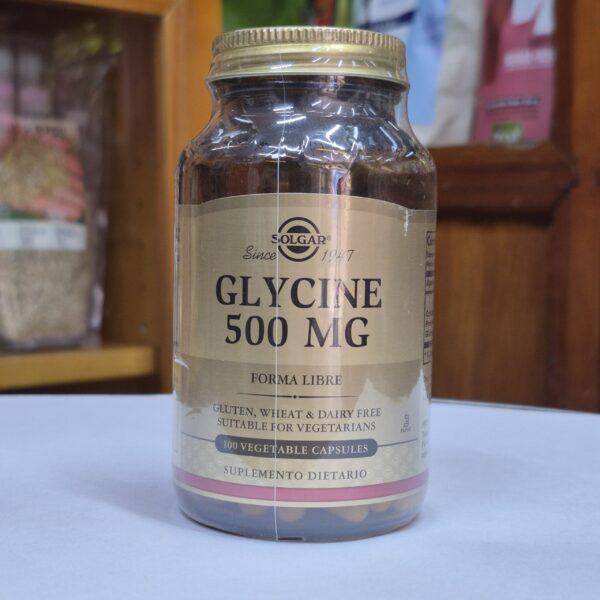 SOLGAR®
Since 1947
GLYCINE
500 MG
FORMA LIBRE
GLUTEN, WHEAT & DAIRY FREE
SUITABLE FOR VEGETARIANS
100 VEGETABLE CAPSULES
SUPLEMENTO DIETARIO